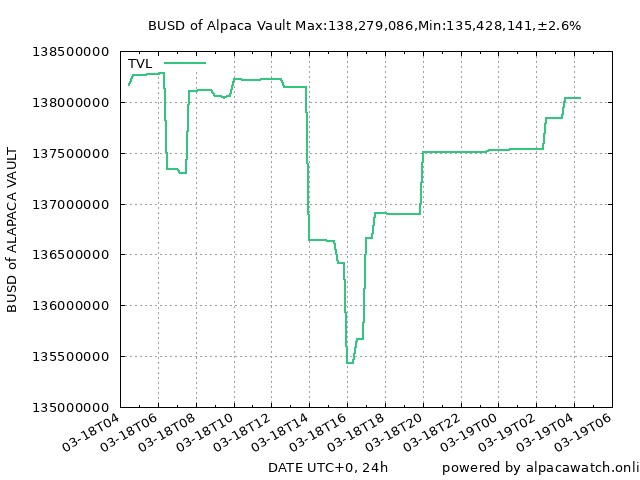 BUSD of Alpaca Vault Max:138,279,086,Min:135,428,141,±2.6%
TVL
138500000
138000000
137500000
137000000
136500000
136000000
135500000
135000000
BUSD of ALAPACA VAULT
03-18T04
03-18T06
03-18T08
03-18T10
03-18T12
03-18T14
03-18T16
03-18T18
03-18T20
03-18T22
03-19T00
03-19T02
03-19T04
03-19T06
DATE UTC+0, 24h
powered by alpacawatch.onli